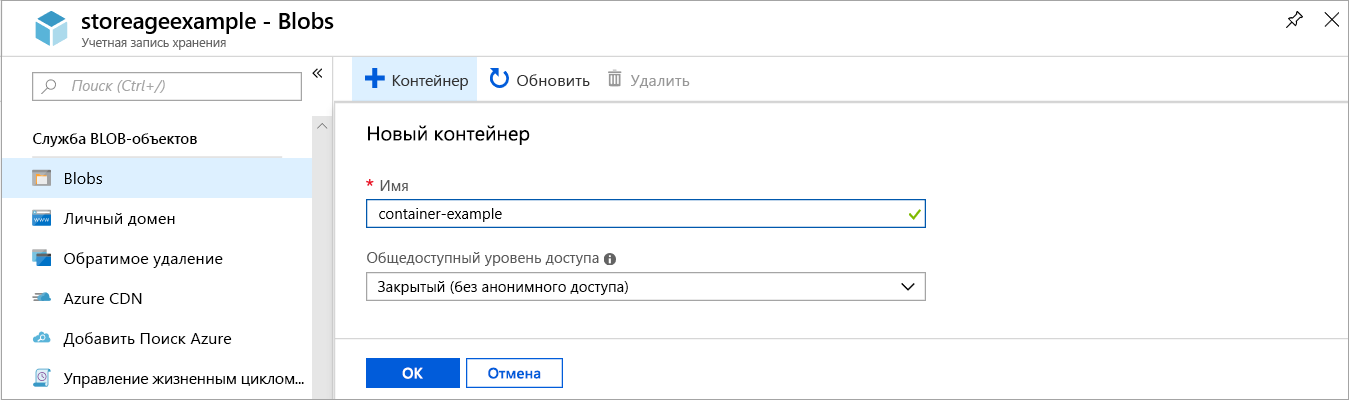 storeageexample - Blobs
Учетная запись хранения
Поиск (Ctrl+/)
«
Служба BLOB-объектов
Blobs
Личный домен
Обратимое удаление
Azure CDN
Добавить Поиск Azure
Управление жизненным циклом...
Контейнер
Обновить
Удалить
Новый контейнер
* Имя
container-example
Общедоступный уровень доступа
Закрытый (без анонимного доступа)
ОК
Отмена